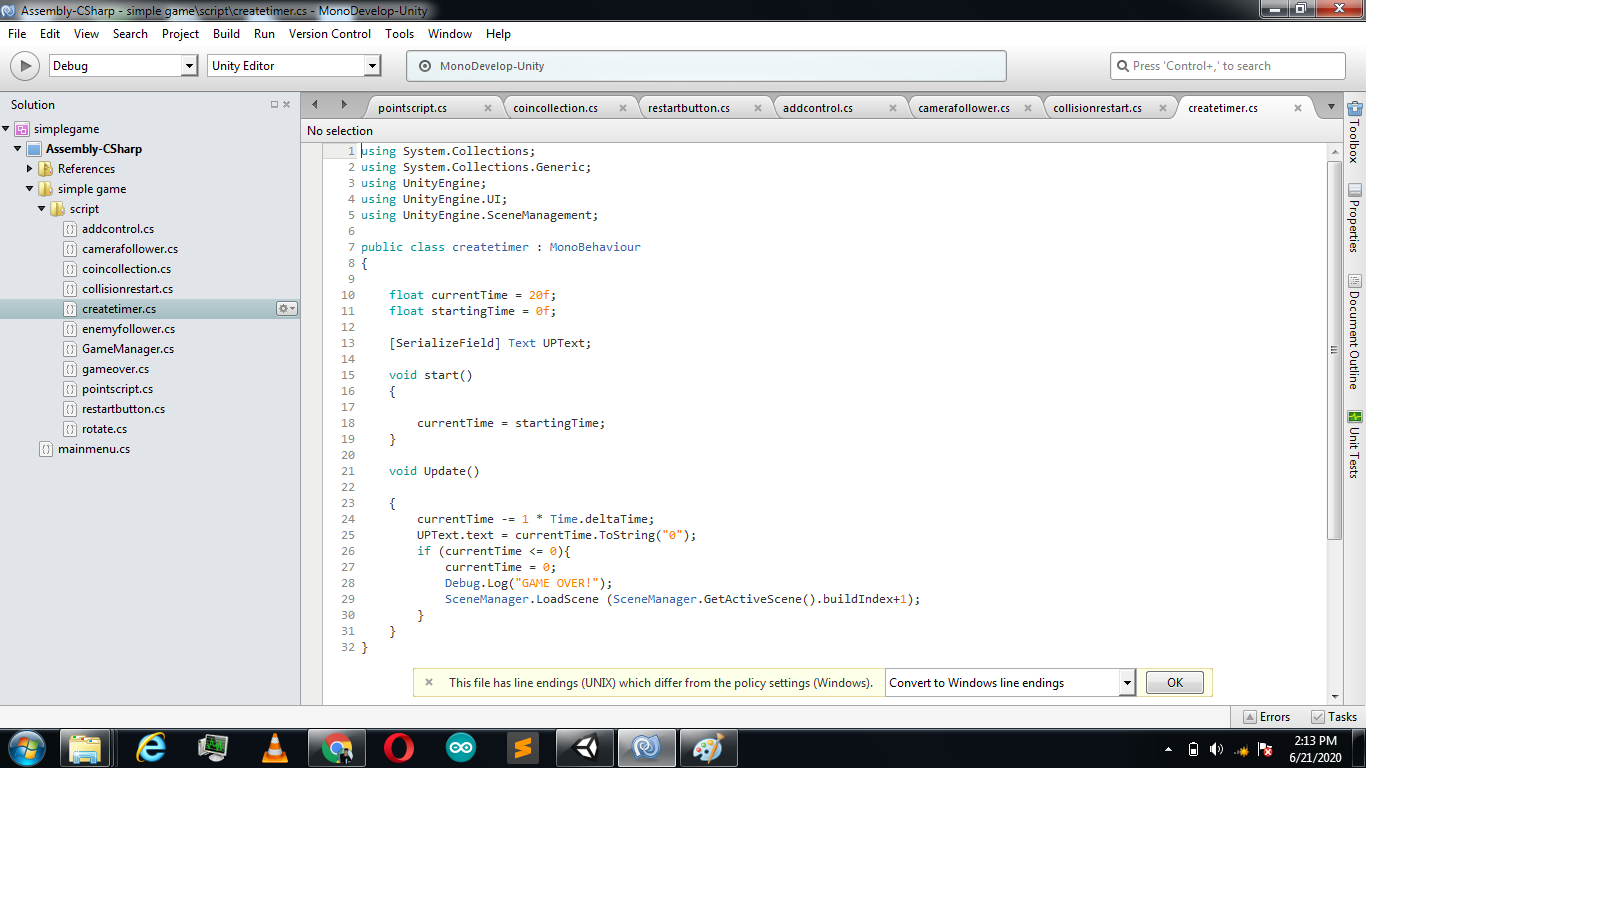 Assembly-CSharp - simple game\script\createtimer.cs - MonoDevelop-Unity
File Edit View Search Project Build Run Version Control Tools Window Help
Debug Unity Editor MonoDevelop-Unity Press 'Control+,' to search
Solution
simplegame
Assembly-CSharp
References
simple game
script
addcontrol.cs
camerafollower.cs
coincollection.cs
collisionrestart.cs
createtimer.cs
enemyfollower.cs
GameManager.cs
gameover.cs
pointscript.cs
restartbutton.cs
rotate.cs
mainmenu.cs
pointscript.cs coincollection.cs restartbutton.cs addcontrol.cs camerafollower.cs collisionrestart.cs createtimer.cs
No selection
1 using System.Collections;
2 using System.Collections.Generic;
3 using UnityEngine;
4 using UnityEngine.UI;
5 using UnityEngine.SceneManagement;
6
7 public class createtimer : MonoBehaviour
8 {
9
10 float currentTime = 20f;
11 float startingTime = 0f;
12
13 [SerializeField] Text UPText;
14
15 void start()
16 {
17
18 currentTime = startingTime;
19 }
20
21 void Update()
22
23 {
24 currentTime -= 1 * Time.deltaTime;
25 UPText.text = currentTime.ToString("0");
26 if (currentTime <= 0){
27 currentTime = 0;
28 Debug.Log("GAME OVER!");
29 SceneManager.LoadScene (SceneManager.GetActiveScene().buildIndex+1);
30 }
31 }
32 }
This file has line endings (UNIX) which differ from the policy settings (Windows). Convert to Windows line endings OK
Toolbox
Properties
Document Outline
Unit Tests
Errors Tasks
2:13 PM
6/21/2020